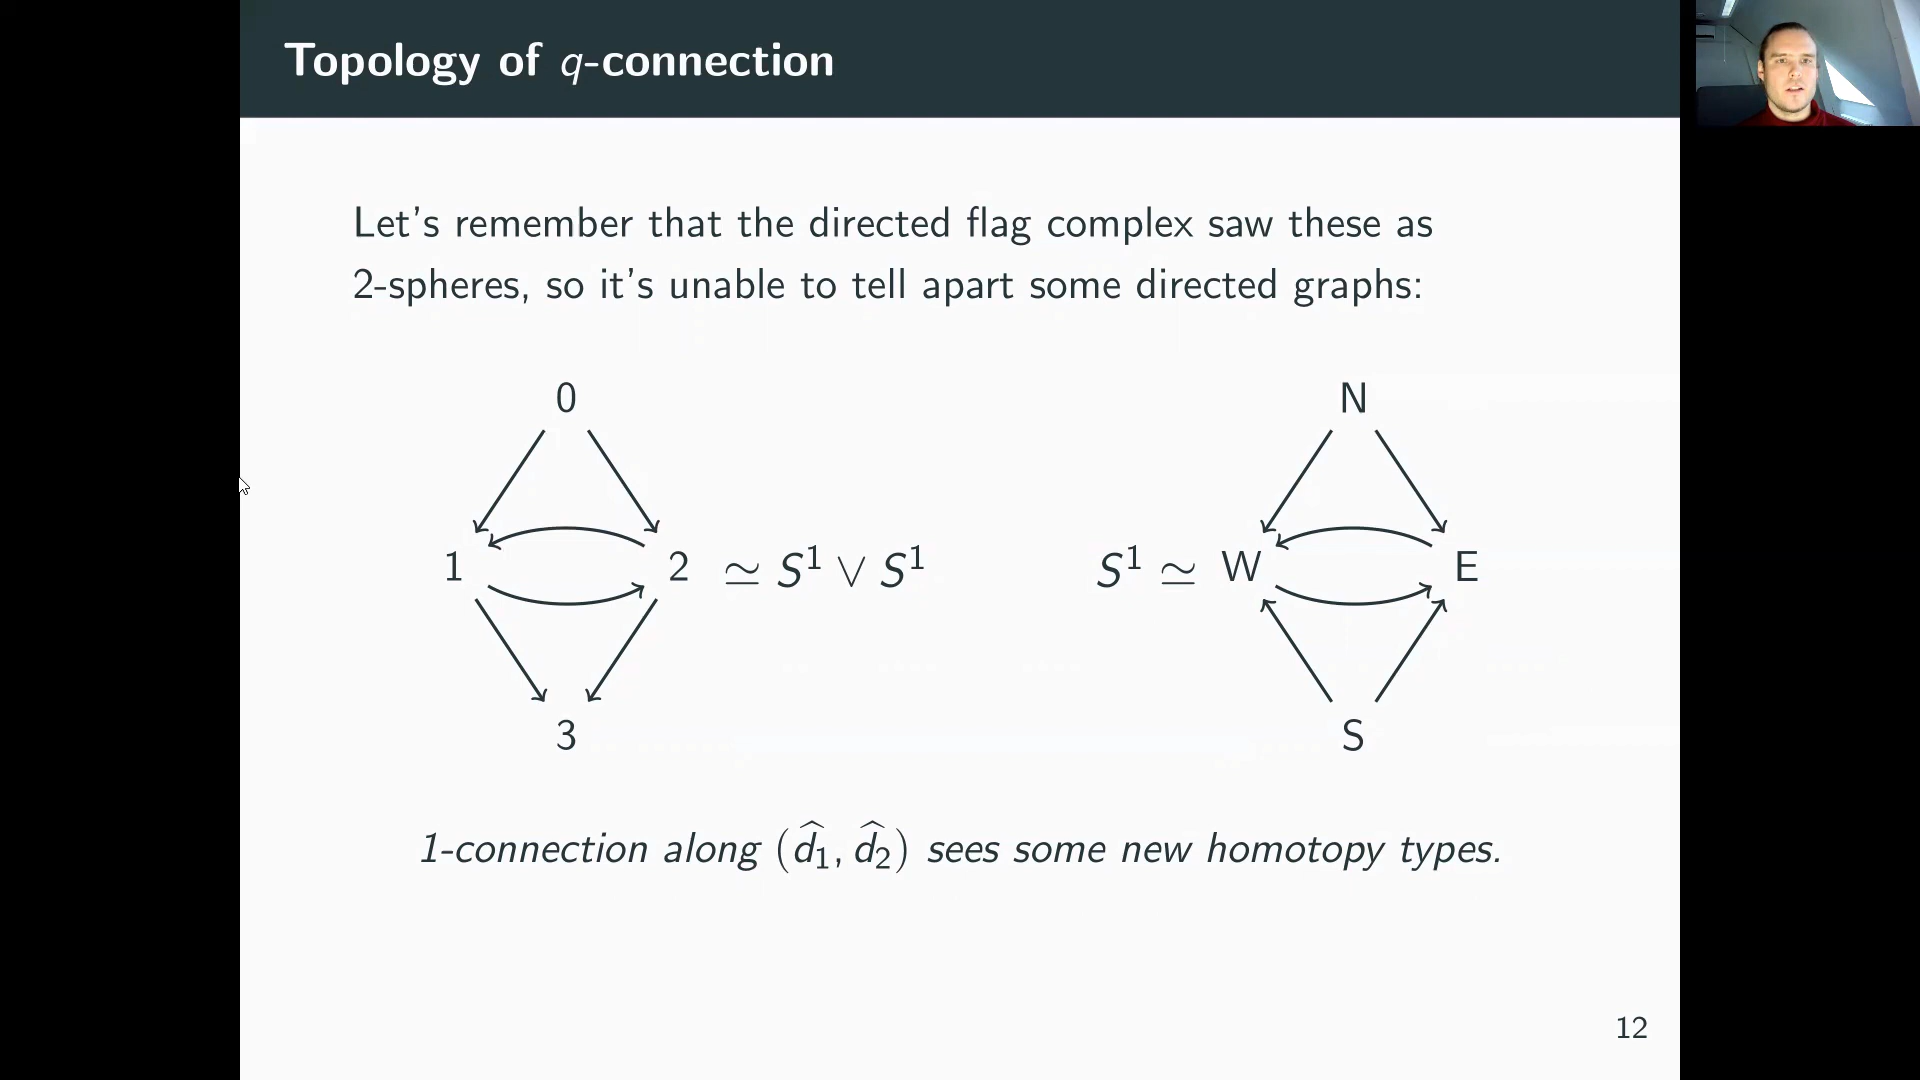 Topology of q-connection
Let's remember that the directed flag complex saw these as
2-spheres, so it's unable to tell apart some directed graphs:
0
1 2 ≃ S¹ ∨ S¹
3
N
S¹ ≃ W E
S
1-connection along (d̂₁, d̂₂) sees some new homotopy types.
12